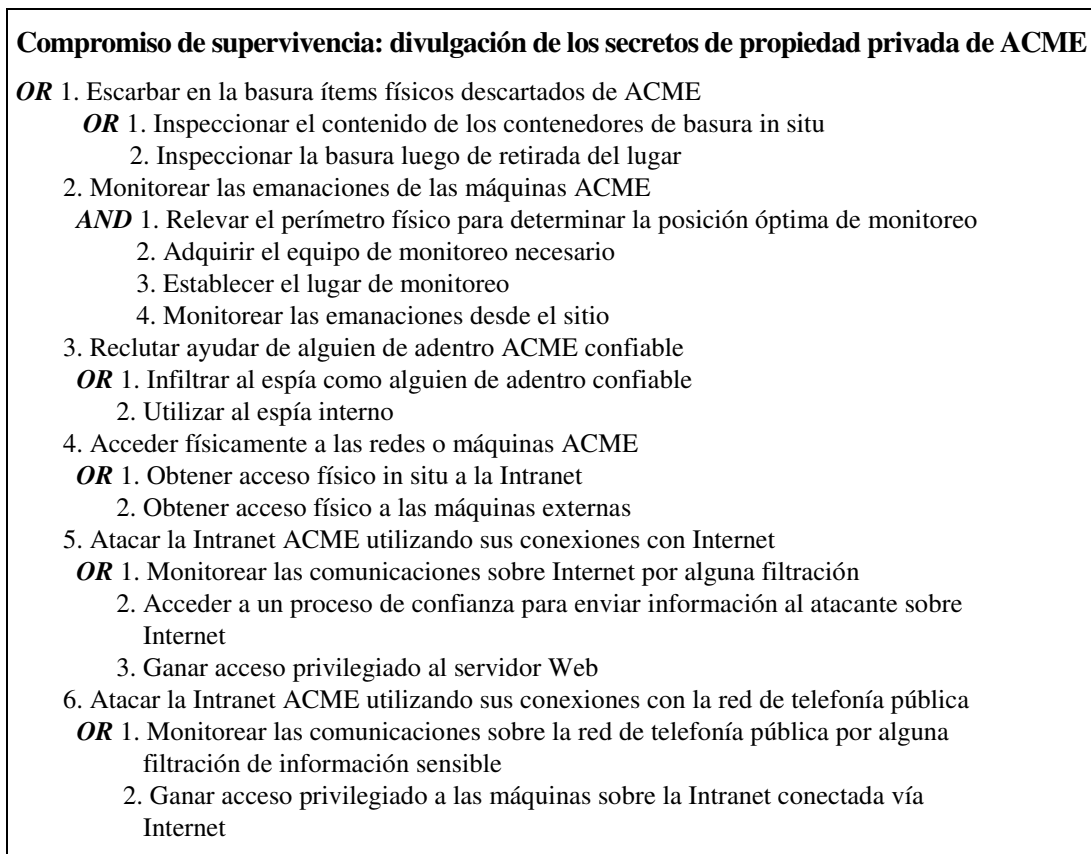 Compromiso de supervivencia: divulgación de los secretos de propiedad privada de ACME
OR 1. Escarbar en la basura ítems físicos descartados de ACME
OR 1. Inspeccionar el contenido de los contenedores de basura in situ
2. Inspeccionar la basura luego de retirada del lugar
2. Monitorear las emanaciones de las máquinas ACME
AND 1. Relevar el perímetro físico para determinar la posición óptima de monitoreo
2. Adquirir el equipo de monitoreo necesario
3. Establecer el lugar de monitoreo
4. Monitorear las emanaciones desde el sitio
3. Reclutar ayudar de alguien de adentro ACME confiable
OR 1. Infiltrar al espía como alguien de adentro confiable
2. Utilizar al espía interno
4. Acceder físicamente a las redes o máquinas ACME
OR 1. Obtener acceso físico in situ a la Intranet
2. Obtener acceso físico a las máquinas externas
5. Atacar la Intranet ACME utilizando sus conexiones con Internet
OR 1. Monitorear las comunicaciones sobre Internet por alguna filtración
2. Acceder a un proceso de confianza para enviar información al atacante sobre
Internet
3. Ganar acceso privilegiado al servidor Web
6. Atacar la Intranet ACME utilizando sus conexiones con la red de telefonía pública
OR 1. Monitorear las comunicaciones sobre la red de telefonía pública por alguna
filtración de información sensible
2. Ganar acceso privilegiado a las máquinas sobre la Intranet conectada vía
Internet